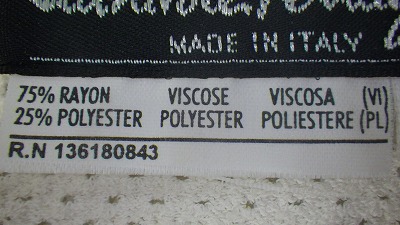 MADE IN ITALY
75% RAYON VISCOSE VISCOSA (VI)
25% POLYESTER POLYESTER POLIESTERE (PL)
R.N 136180843